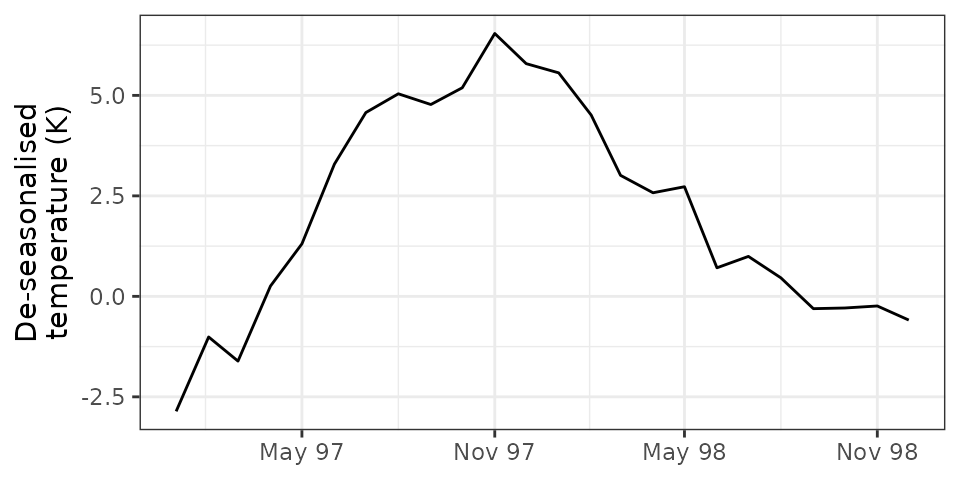 De-seasonalised
temperature (K)
5.0
2.5
0.0
-2.5
May 97
Nov 97
May 98
Nov 98